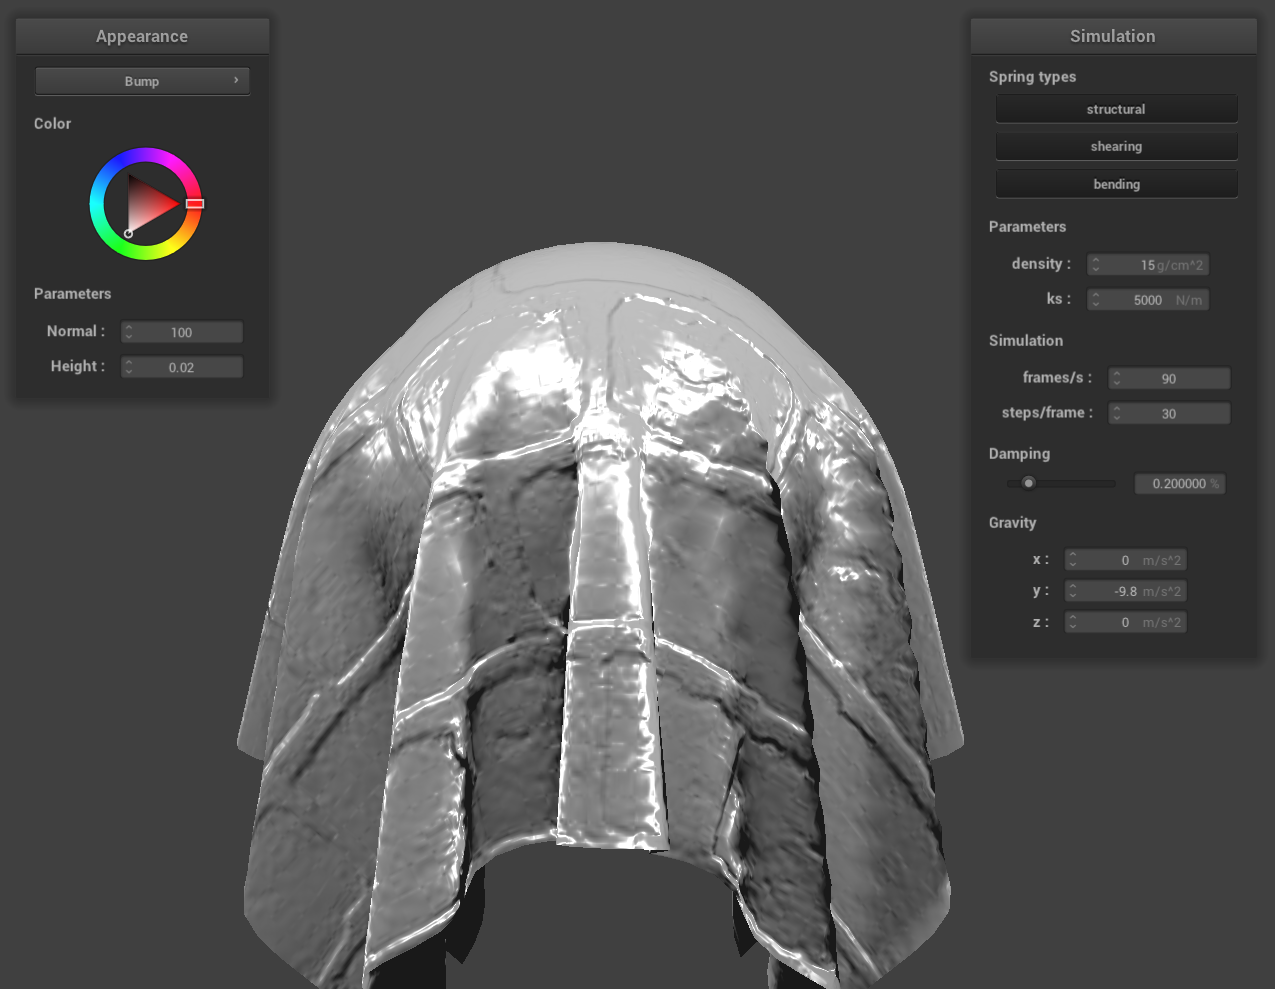 Appearance
Bump ›
Color
Parameters
Normal : 100
Height : 0.02
Simulation
Spring types
structural
shearing
bending
Parameters
density : 15 g/cm^2
ks : 5000 N/m
Simulation
frames/s : 90
steps/frame : 30
Damping
0.200000 %
Gravity
x : 0 m/s^2
y : -9.8 m/s^2
z : 0 m/s^2